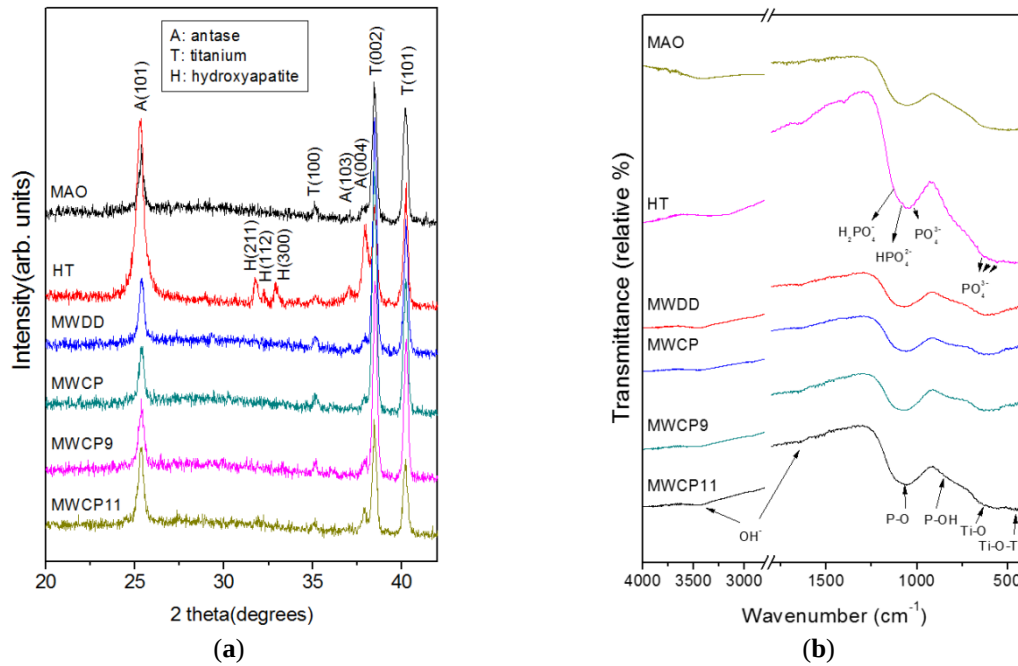 A: antase
T: titanium
H: hydroxyapatite
A(101)
T(002)
T(101)
T(100)
A(103)
A(004)
H(211)
H(112)
H(300)
MAO
HT
MWDD
MWCP
MWCP9
MWCP11
Intensity(arb. units)
20 25 30 35 40
2 theta(degrees)
(a)
MAO
HT
H₂PO₄⁻
HPO₄²⁻
PO₄³⁻
PO₄³⁻
MWDD
MWCP
MWCP9
MWCP11
OH⁻
P-O
P-OH
Ti-O
Ti-O-T
Transmittance (relative %)
4000 3500 3000 1500 1000 500
Wavenumber (cm⁻¹)
(b)